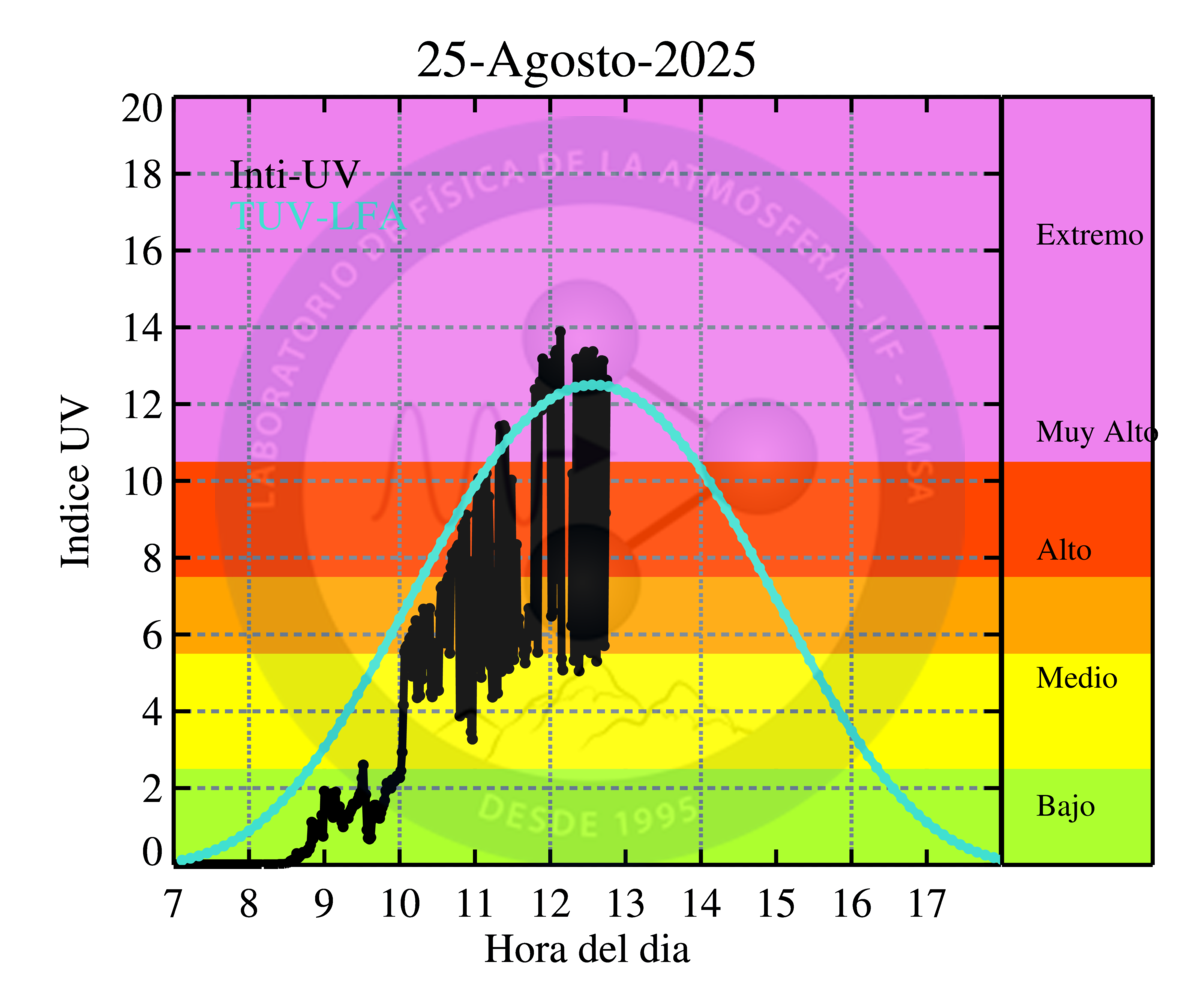 25-Agosto-2025
20
18
16
14
12
10
8
6
4
2
0
Indice UV
Inti-UV
TUV-LFA
LABORATORIO DE FÍSICA DE LA ATMÓSFERA - IIF - UMSA
DESDE 1995
Extremo
Muy Alto
Alto
Medio
Bajo
7 8 9 10 11 12 13 14 15 16 17
Hora del dia